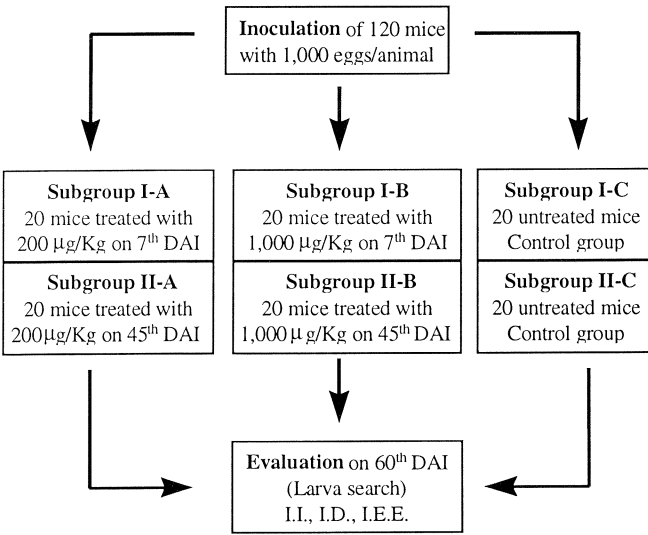 Inoculation of 120 mice
with 1,000 eggs/animal
Subgroup I-A
20 mice treated with
200 μg/Kg on 7th DAI
Subgroup II-A
20 mice treated with
200μg/Kg on 45th DAI
Subgroup I-B
20 mice treated with
1,000 μg/Kg on 7th DAI
Subgroup II-B
20 mice treated with
1,000 μg/Kg on 45th DAI
Subgroup I-C
20 untreated mice
Control group
Subgroup II-C
20 untreated mice
Control group
Evaluation on 60th DAI
(Larva search)
I.I., I.D., I.E.E.